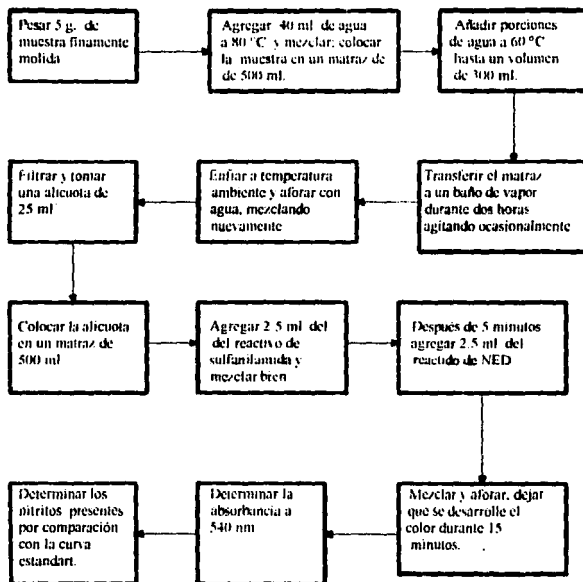 Pesar 5 g. de
muestra finamente
molida
Agregar 40 ml de agua
a 80 °C y mezclar; colocar
la muestra en un matraz de
de 500 ml.
Añadir porciones
de agua a 60 °C
hasta un volumen
de 300 ml.
Transferir el matraz
a un baño de vapor
durante dos horas
agitando ocasionalmente
Enfiar a temperatura
ambiente y aforar con
agua, mezclando
nuevamente
Filtrar y tomar
una alicuota de
25 ml
Colocar la alicuota
en un matraz de
500 ml
Agregar 2.5 ml del
del reactivo de
sulfanilamida y
mezclar bien
Después de 5 minutos
agregar 2.5 ml del
reactido de NED
Mezclar y aforar, dejar
que se desarrolle el
color durante 15
minutos.
Determinar la
absorbancia a
540 nm
Determinar los
nitritos presentes
por comparación
con la curva
estandart.